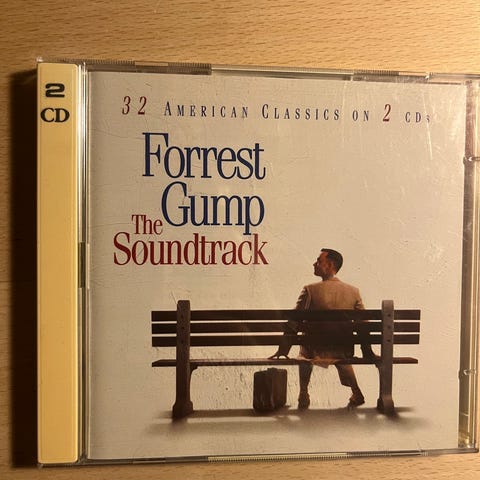 2
CD
32 AMERICAN CLASSICS ON 2 CDs
Forrest
Gump
The
Soundtrack